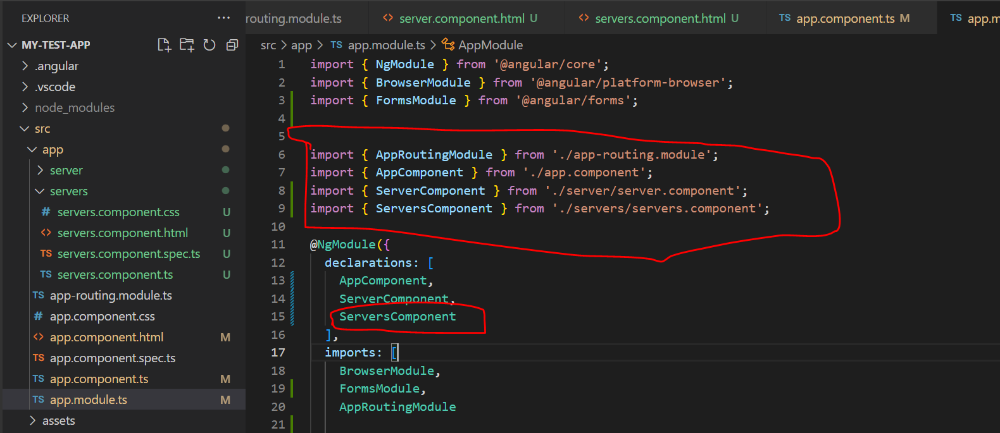 EXPLORER ...
MY-TEST-APP
.angular
.vscode
node_modules
src
app
server
servers
# servers.component.css U
<> servers.component.html U
TS servers.component.spec.ts U
TS servers.component.ts U
TS app-routing.module.ts
# app.component.css
<> app.component.html M
TS app.component.spec.ts
TS app.component.ts M
TS app.module.ts M
assets
routing.module.ts <> server.component.html U <> servers.component.html U TS app.component.ts M TS app.m
src > app > TS app.module.ts > AppModule
1 import { NgModule } from '@angular/core';
2 import { BrowserModule } from '@angular/platform-browser';
3 import { FormsModule } from '@angular/forms';
4
5
6 import { AppRoutingModule } from './app-routing.module';
7 import { AppComponent } from './app.component';
8 import { ServerComponent } from './server/server.component';
9 import { ServersComponent } from './servers/servers.component';
10
11 @NgModule({
12 declarations: [
13 AppComponent,
14 ServerComponent,
15 ServersComponent
16 ],
17 imports: [
18 BrowserModule,
19 FormsModule,
20 AppRoutingModule
21